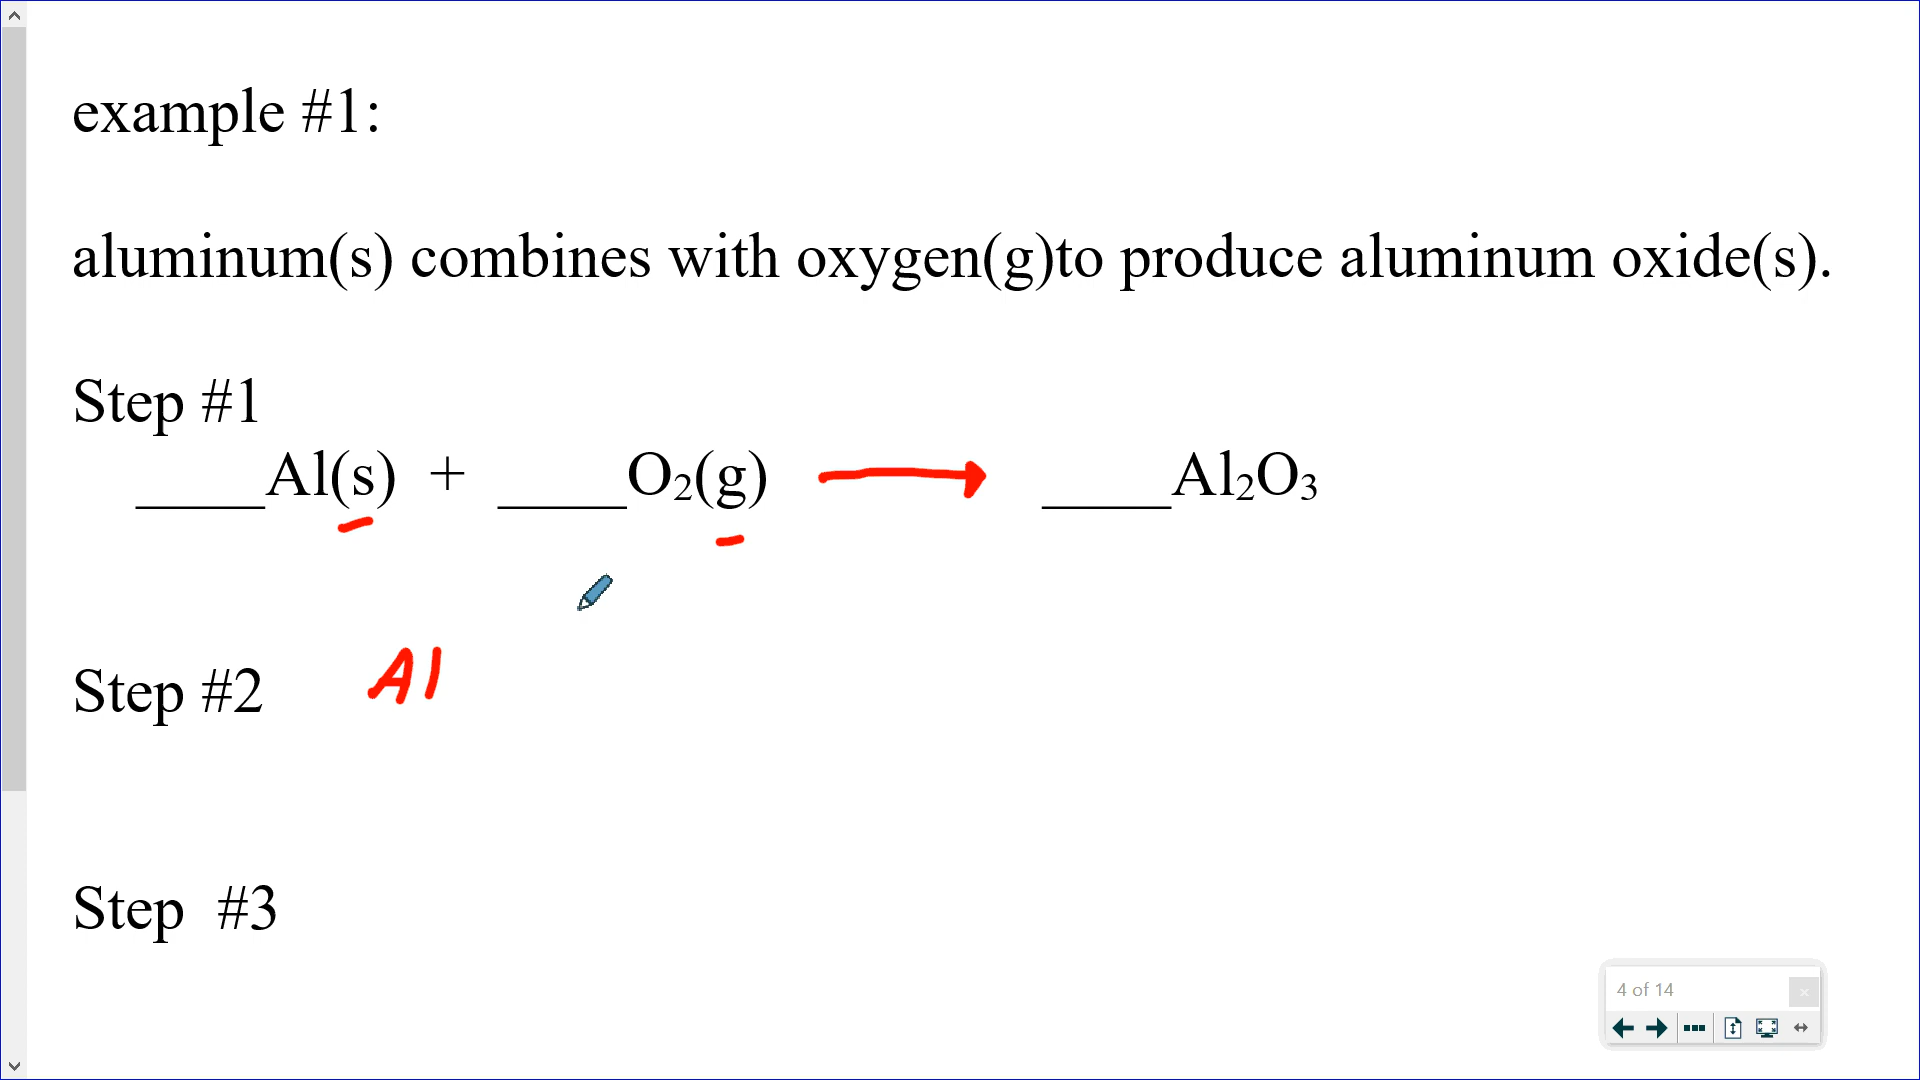 example #1:
aluminum(s) combines with oxygen(g)to produce aluminum oxide(s).
Step #1
____Al(s) + ____O₂(g) ⟶ ____Al₂O₃
Step #2 Al
Step #3
4 of 14